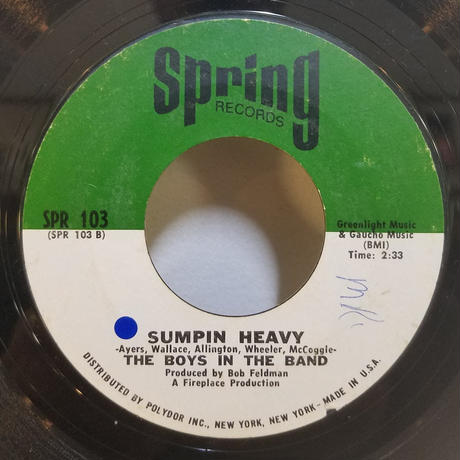 Spring
RECORDS
SPR 103
(SPR 103 B)
Greenlight Music
& Gaucho Music
(BMI)
Time: 2:33
SUMPIN HEAVY
-Ayers, Wallace, Allington, Wheeler, McCoggle-
THE BOYS IN THE BAND
Produced by Bob Feldman
A Fireplace Production
DISTRIBUTED BY POLYDOR INC., NEW YORK, NEW YORK - MADE IN U.S.A.